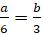 a/6 = b/3